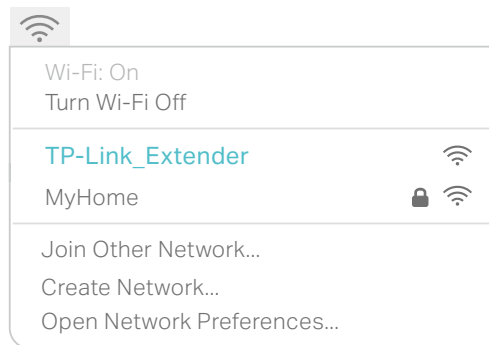 Wi-Fi: On
Turn Wi-Fi Off
TP-Link_Extender
MyHome
Join Other Network...
Create Network...
Open Network Preferences...